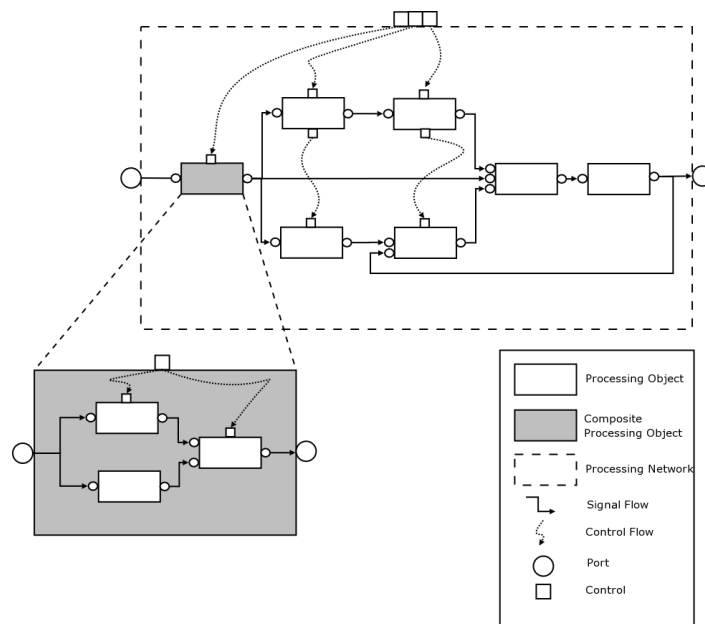 Processing Object
Composite
Processing Object
Processing Network
Signal Flow
Control Flow
Port
Control